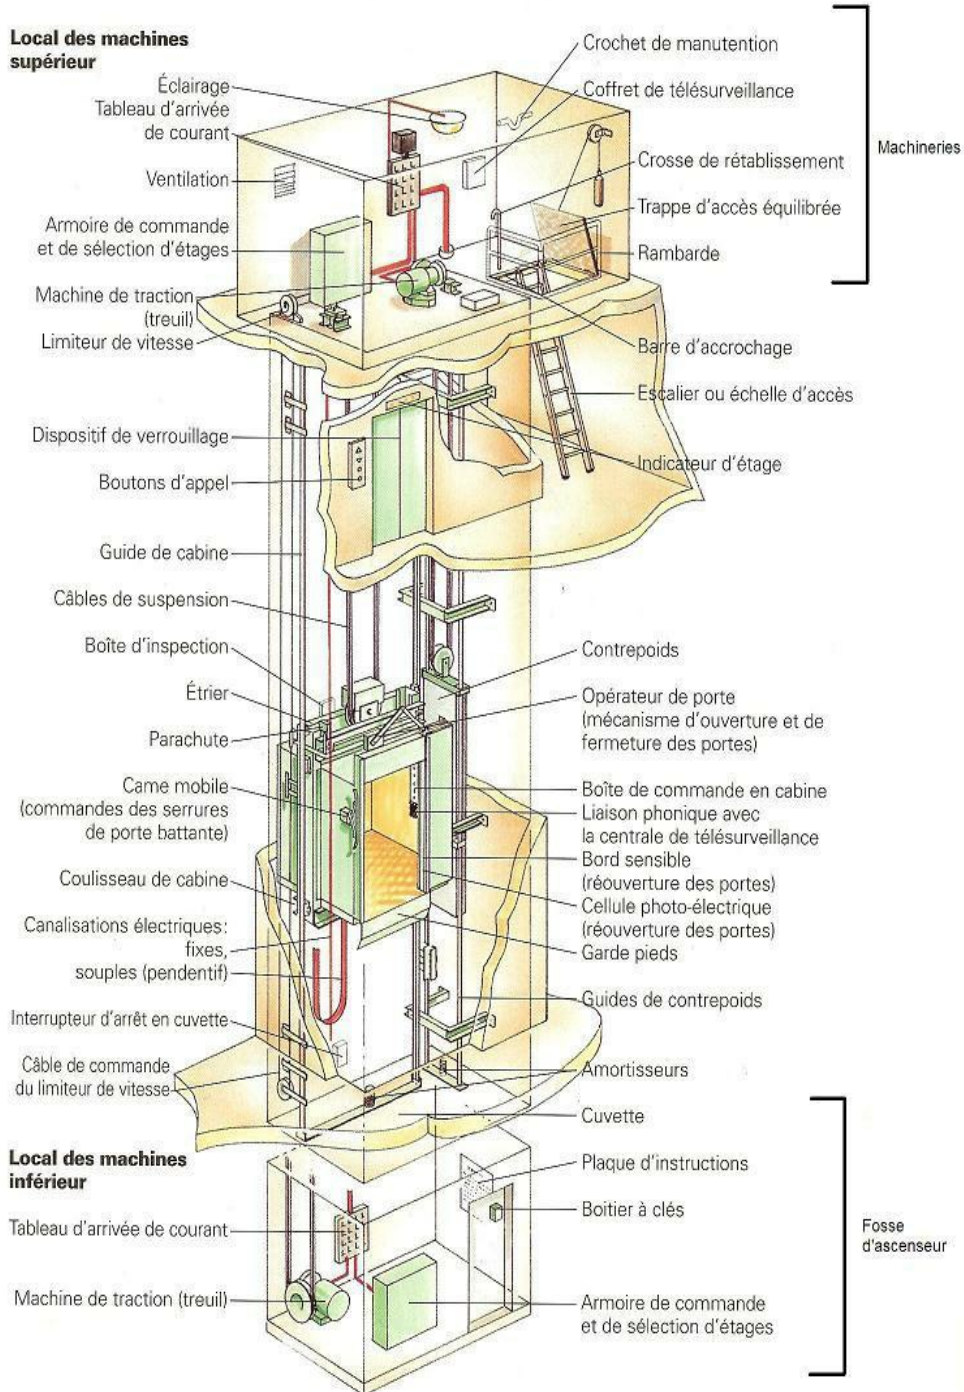 Local des machines
supérieur
Éclairage
Tableau d'arrivée
de courant
Ventilation
Armoire de commande
et de sélection d'étages
Machine de traction
(treuil)
Limiteur de vitesse
Dispositif de verrouillage
Boutons d'appel
Guide de cabine
Câbles de suspension
Boîte d'inspection
Étrier
Parachute
Came mobile
(commandes des serrures
de porte battante)
Coulisseau de cabine
Canalisations électriques:
fixes,
souples (pendentif)
Interrupteur d'arrêt en cuvette
Câble de commande
du limiteur de vitesse
Local des machines
inférieur
Tableau d'arrivée de courant
Machine de traction (treuil)
Crochet de manutention
Coffret de télésurveillance
Crosse de rétablissement
Trappe d'accès équilibrée
Rambarde
Barre d'accrochage
Escalier ou échelle d'accès
Indicateur d'étage
Contrepoids
Opérateur de porte
(mécanisme d'ouverture et de
fermeture des portes)
Boîte de commande en cabine
Liaison phonique avec
la centrale de télésurveillance
Bord sensible
(réouverture des portes)
Cellule photo-électrique
(réouverture des portes)
Garde pieds
Guides de contrepoids
Amortisseurs
Cuvette
Plaque d'instructions
Boitier à clés
Armoire de commande
et de sélection d'étages
Machineries
Fosse
d'ascenseur